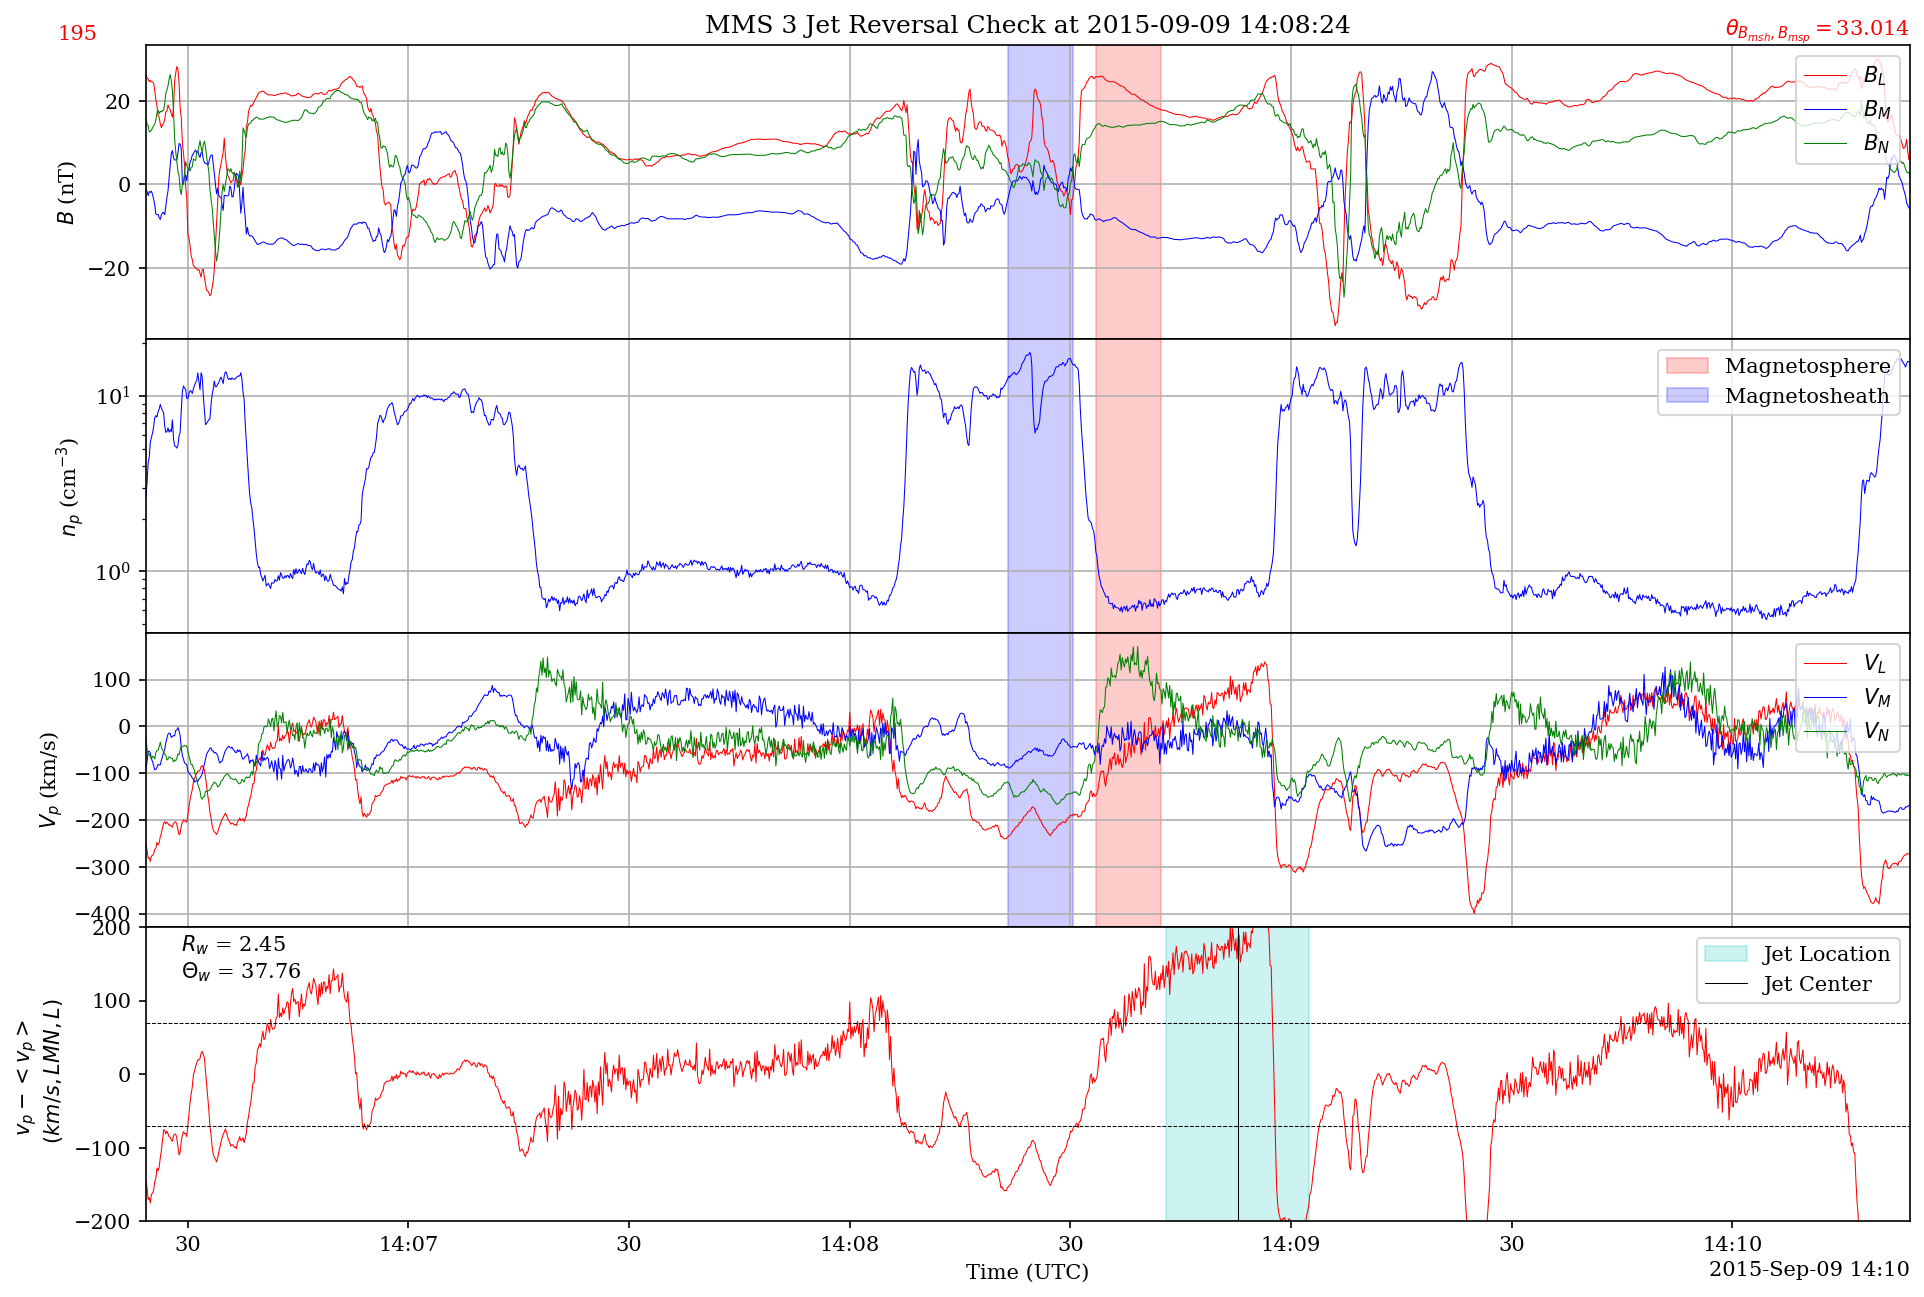 195
MMS 3 Jet Reversal Check at 2015-09-09 14:08:24
θ_{B_{msh}, B_{msp}} = 33.014
B (nT)
20
0
−20
B_L
B_M
B_N
n_p (cm^{−3})
10^1
10^0
Magnetosphere
Magnetosheath
V_p (km/s)
100
0
−100
−200
−300
−400
V_L
V_M
V_N
v_p − < v_p >
(km/s, LMN, L)
200
100
0
−100
−200
R_w = 2.45
Θ_w = 37.76
Jet Location
Jet Center
30 14:07 30 14:08 30 14:09 30 14:10
Time (UTC)
2015-Sep-09 14:10